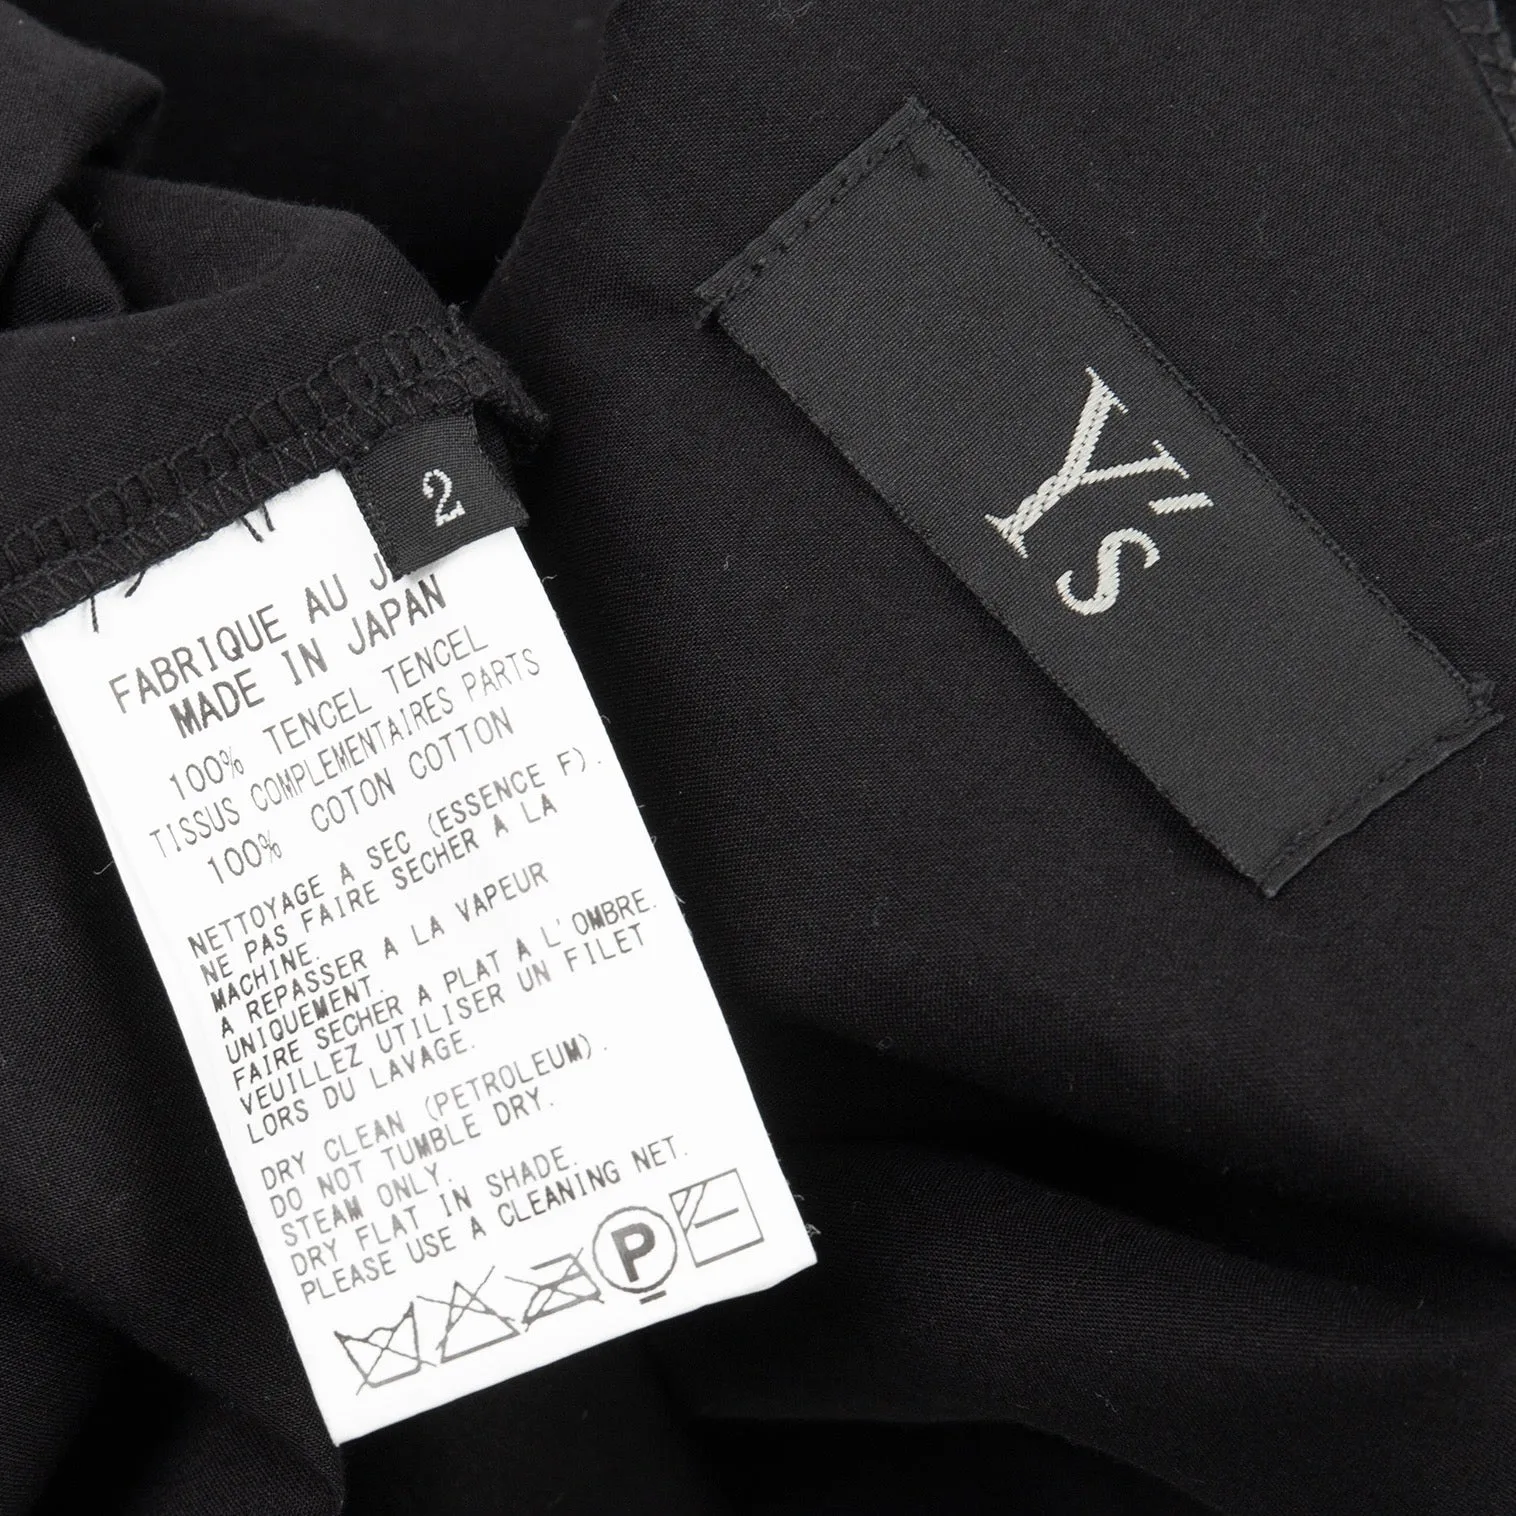 Y's
2
FABRIQUE AU
MADE IN JAPAN
100% TENCEL TENCEL
TISSUS COMPLEMENTAIRES PARTS
100% COTON COTTON
NETTOYAGE A SEC (ESSENCE F).
NE PAS FAIRE SECHER A LA
MACHINE.
A REPASSER A LA VAPEUR
UNIQUEMENT.
FAIRE SECHER A PLAT A L'OMBRE.
VEUILLEZ UTILISER UN FILET
LORS DU LAVAGE.
DRY CLEAN (PETROLEUM).
DO NOT TUMBLE DRY.
STEAM ONLY.
DRY FLAT IN SHADE.
PLEASE USE A CLEANING NET.
P